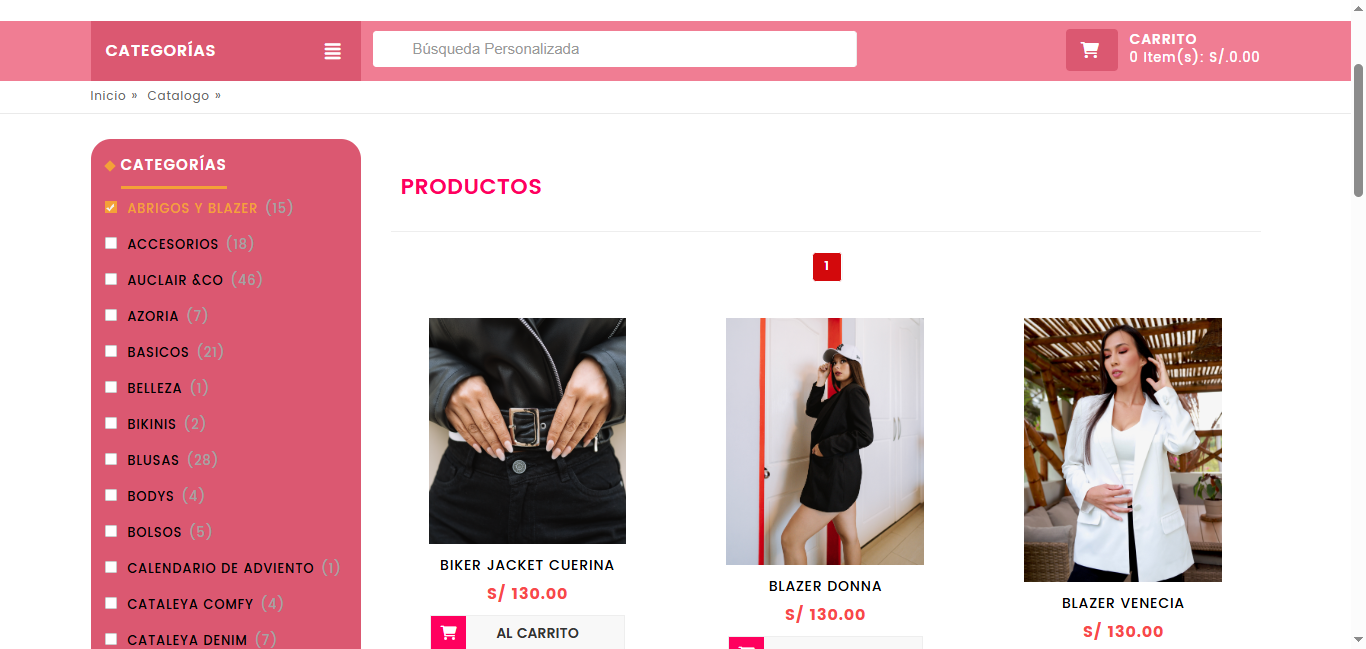 CATEGORÍAS
Búsqueda Personalizada
CARRITO
0 Item(s): S/.0.00
Inicio » Catalogo »
CATEGORÍAS
ABRIGOS Y BLAZER (15)
ACCESORIOS (18)
AUCLAIR &CO (46)
AZORIA (7)
BASICOS (21)
BELLEZA (1)
BIKINIS (2)
BLUSAS (28)
BODYS (4)
BOLSOS (5)
CALENDARIO DE ADVIENTO (1)
CATALEYA COMFY (4)
CATALEYA DENIM (7)
PRODUCTOS
1
BIKER JACKET CUERINA
S/ 130.00
AL CARRITO
BLAZER DONNA
S/ 130.00
BLAZER VENECIA
S/ 130.00